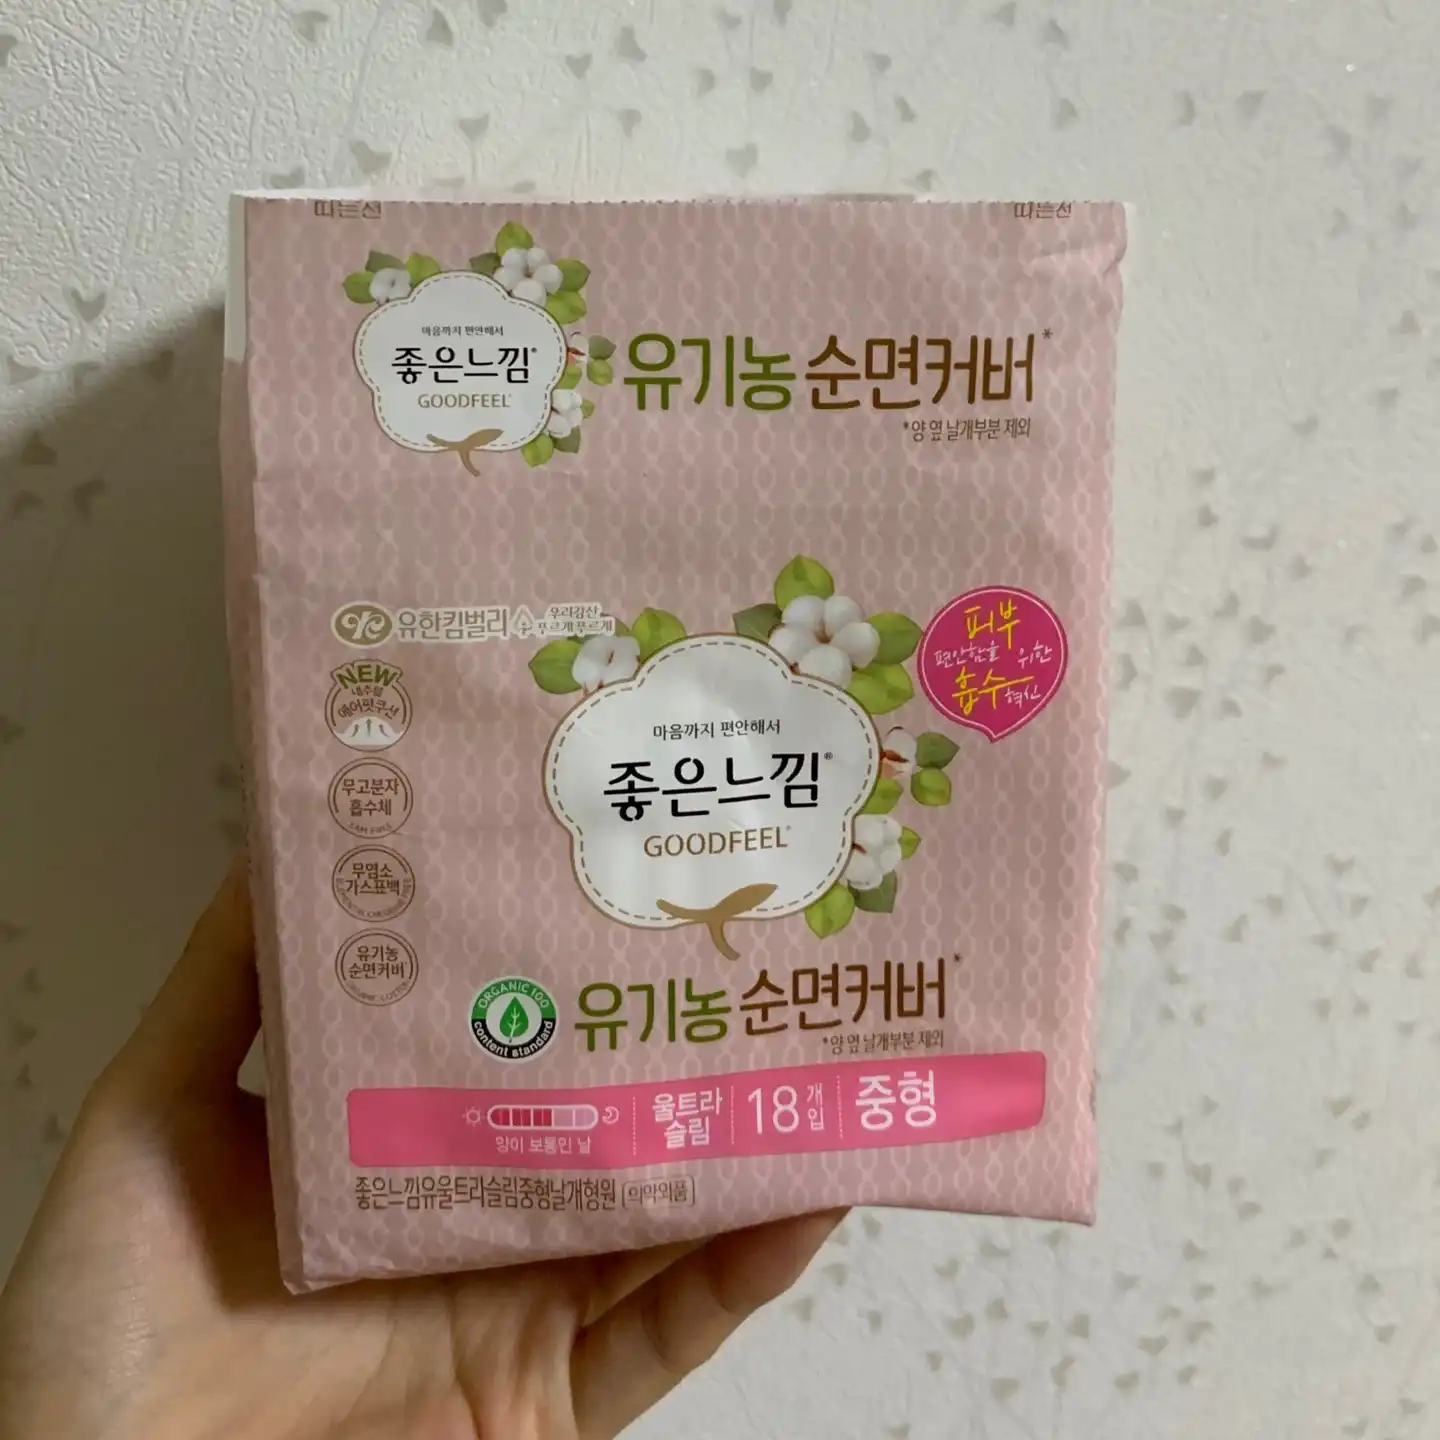 따는선
따는선
마음까지 편안해서
좋은느낌®
GOODFEEL®
유기농 순면커버*
*양 옆 날개부분 제외
유한킴벌리
우리강산
푸르게 푸르게
NEW
내추럴
에어핏쿠션
무고분자
흡수체
무염소
가스표백
유기농
순면커버
피부
편안함을 위한
흡수 혁신
마음까지 편안해서
좋은느낌®
GOODFEEL®
ORGANIC 100
content standard
유기농 순면커버*
*양 옆 날개부분 제외
양이 보통인 날
울트라
슬림
18개입
중형
좋은느낌유울트라슬림중형날개형원 의약외품